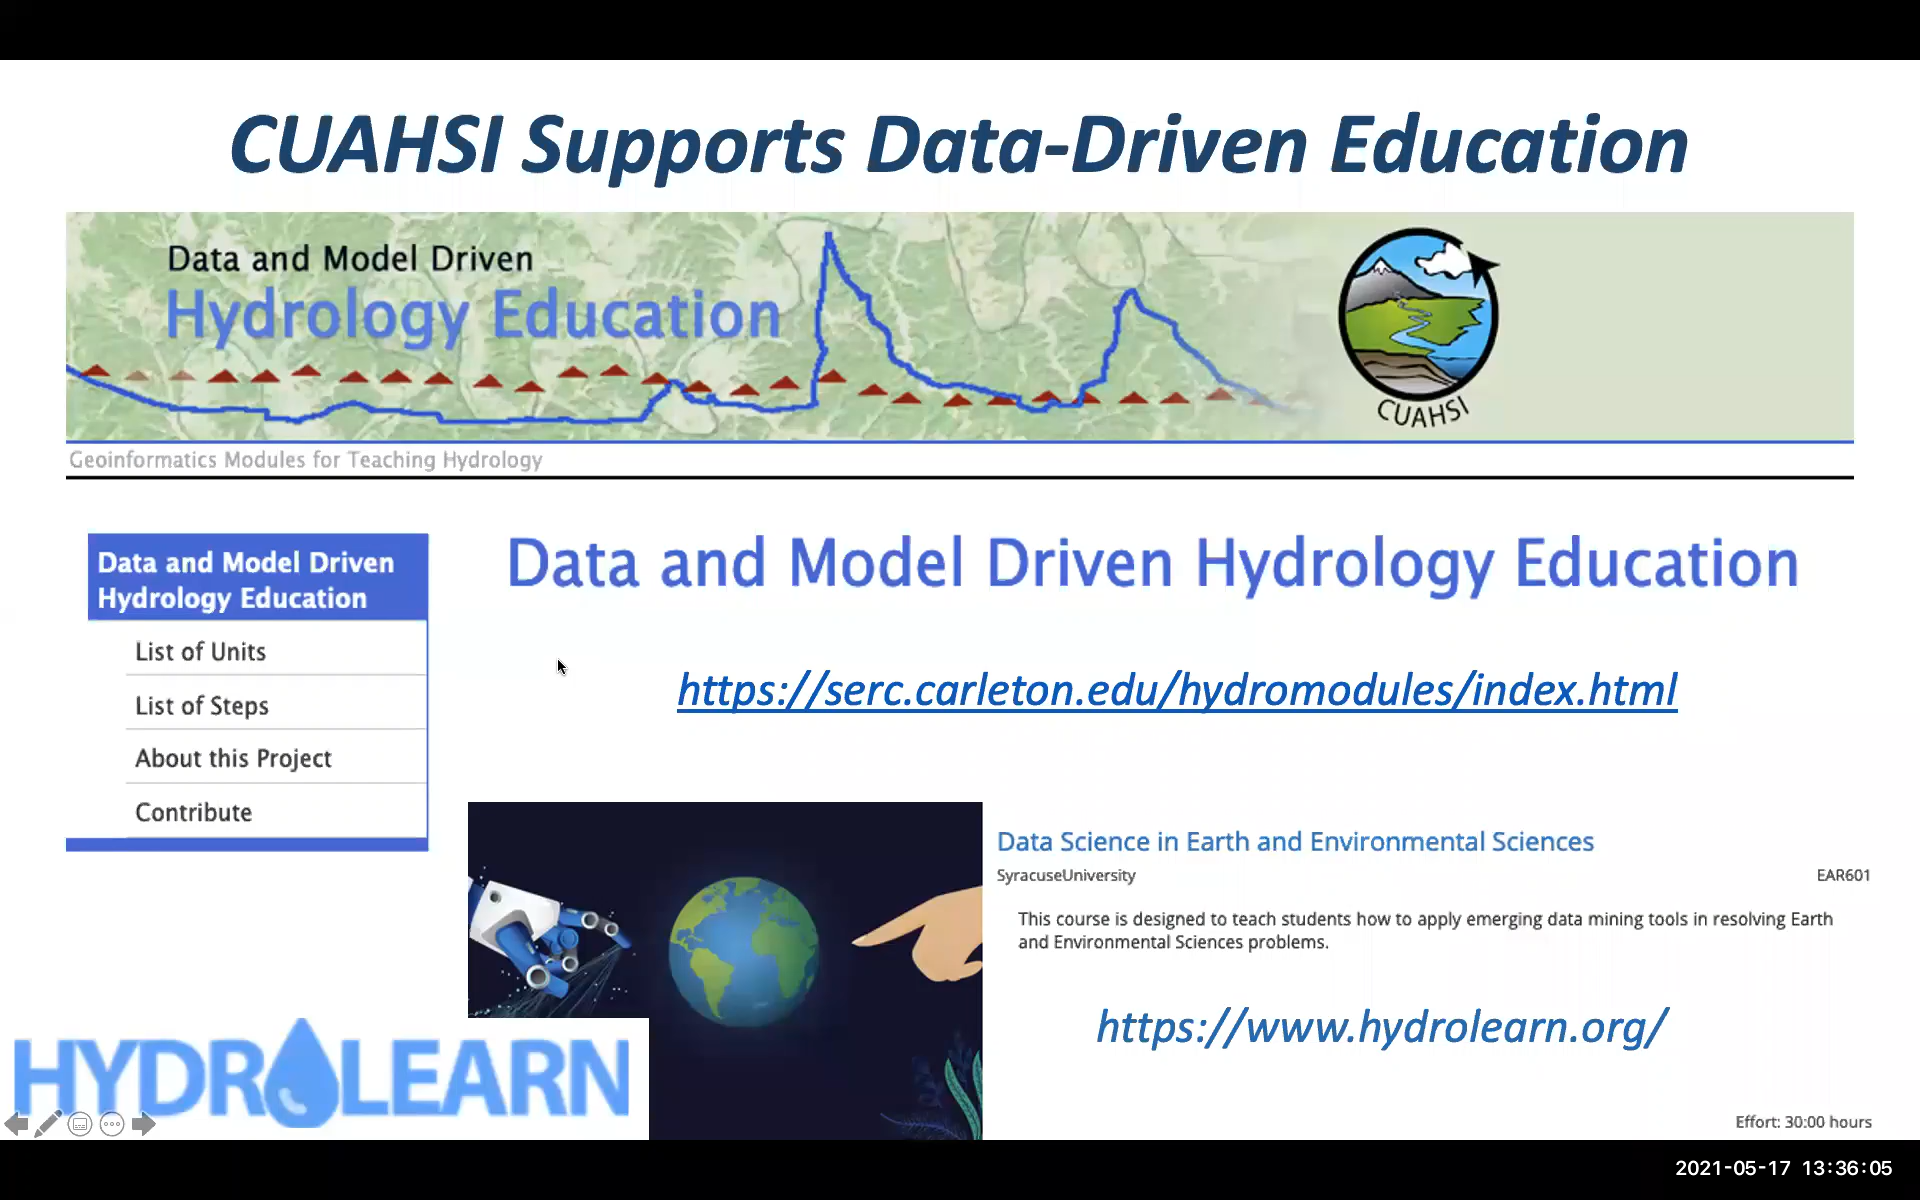 CUAHSI Supports Data-Driven Education
Data and Model Driven
Hydrology Education
CUAHSI
Geoinformatics Modules for Teaching Hydrology
Data and Model Driven
Hydrology Education
List of Units
List of Steps
About this Project
Contribute
Data and Model Driven Hydrology Education
https://serc.carleton.edu/hydromodules/index.html
Data Science in Earth and Environmental Sciences
SyracuseUniversity
EAR601
This course is designed to teach students how to apply emerging data mining tools in resolving Earth
and Environmental Sciences problems.
https://www.hydrolearn.org/
HYDROLEARN
Effort: 30:00 hours
2021-05-17 13:36:05